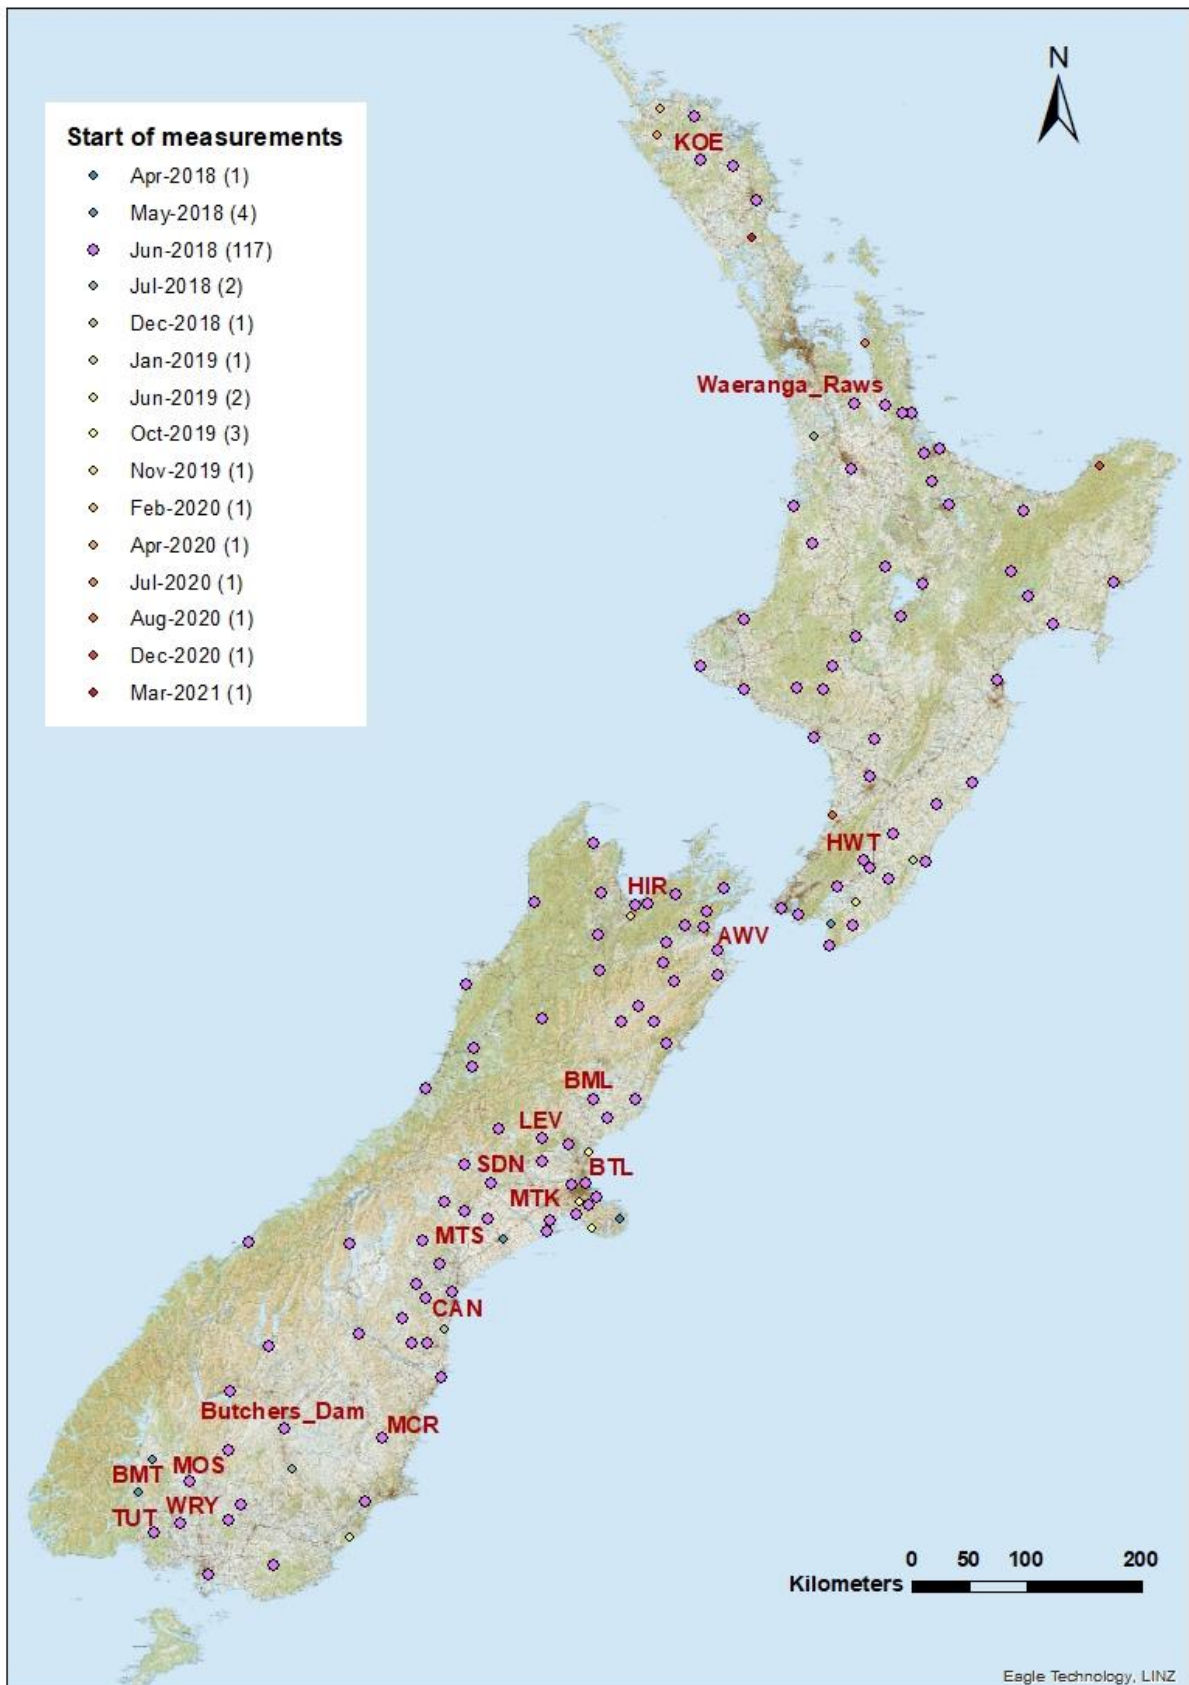 N
Start of measurements
Apr-2018 (1)
May-2018 (4)
Jun-2018 (117)
Jul-2018 (2)
Dec-2018 (1)
Jan-2019 (1)
Jun-2019 (2)
Oct-2019 (3)
Nov-2019 (1)
Feb-2020 (1)
Apr-2020 (1)
Jul-2020 (1)
Aug-2020 (1)
Dec-2020 (1)
Mar-2021 (1)
KOE
Waeranga_Raws
HWT
HIR
AWV
BML
LEV
SDN
BTL
MTK
MTS
CAN
Butchers_Dam
MCR
MOS
BMT
WRY
TUT
0 50 100 200
Kilometers
Eagle Technology, LINZ